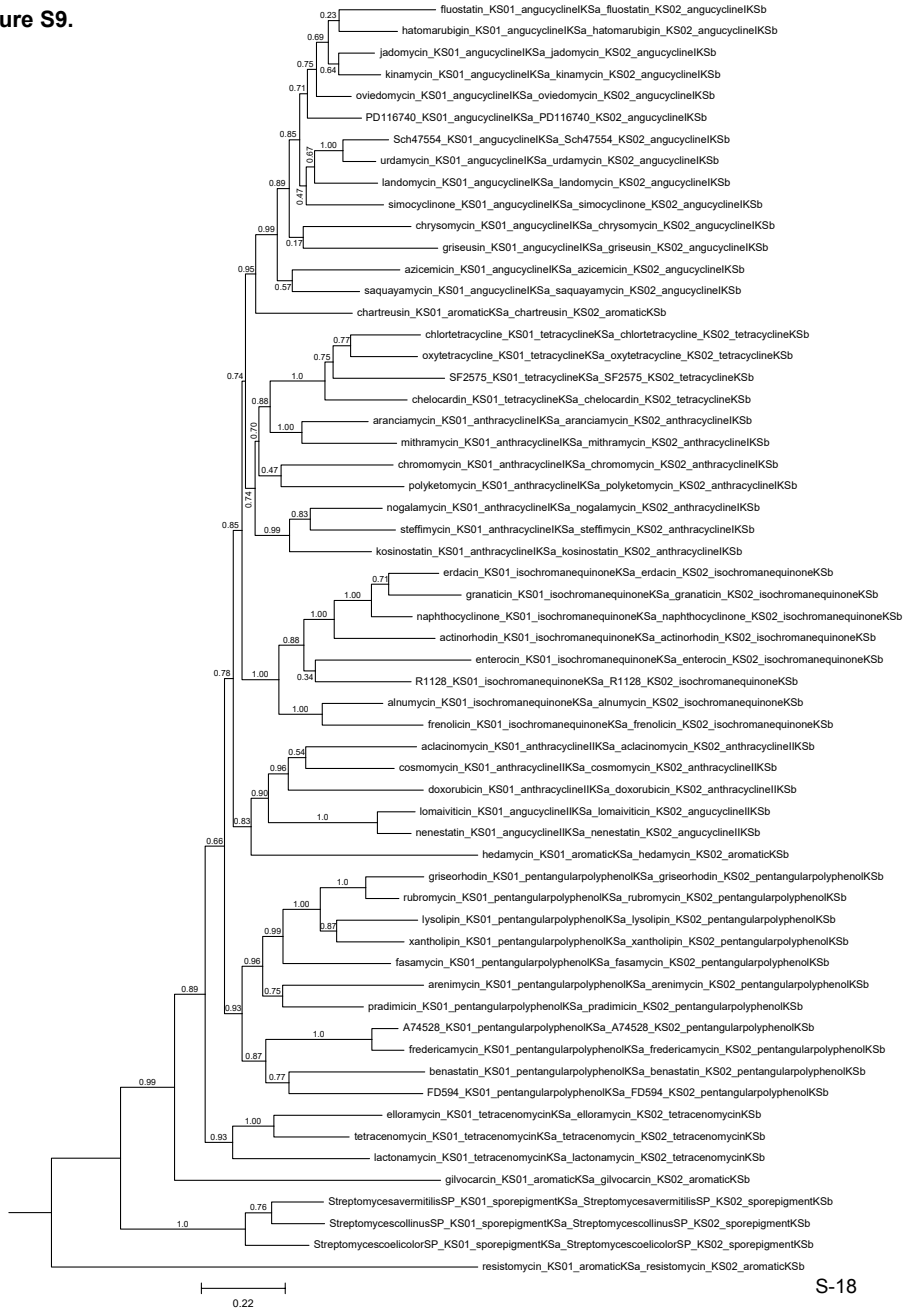 ure S9.
fluostatin_KS01_angucyclineIKSa_fluostatin_KS02_angucyclineIKSb
0.23
hatomarubigin_KS01_angucyclineIKSa_hatomarubigin_KS02_angucyclineIKSb
0.69
jadomycin_KS01_angucyclineIKSa_jadomycin_KS02_angucyclineIKSb
0.75
0.64
kinamycin_KS01_angucyclineIKSa_kinamycin_KS02_angucyclineIKSb
0.71
oviedomycin_KS01_angucyclineIKSa_oviedomycin_KS02_angucyclineIKSb
PD116740_KS01_angucyclineIKSa_PD116740_KS02_angucyclineIKSb
0.85
Sch47554_KS01_angucyclineIKSa_Sch47554_KS02_angucyclineIKSb
1.00
0.67
urdamycin_KS01_angucyclineIKSa_urdamycin_KS02_angucyclineIKSb
landomycin_KS01_angucyclineIKSa_landomycin_KS02_angucyclineIKSb
0.89
0.47
simocyclinone_KS01_angucyclineIKSa_simocyclinone_KS02_angucyclineIKSb
chrysomycin_KS01_angucyclineIKSa_chrysomycin_KS02_angucyclineIKSb
0.99
0.17
griseusin_KS01_angucyclineIKSa_griseusin_KS02_angucyclineIKSb
0.95
azicemicin_KS01_angucyclineIKSa_azicemicin_KS02_angucyclineIKSb
0.57
saquayamycin_KS01_angucyclineIKSa_saquayamycin_KS02_angucyclineIKSb
chartreusin_KS01_aromaticKSa_chartreusin_KS02_aromaticKSb
chlortetracycline_KS01_tetracyclineKSa_chlortetracycline_KS02_tetracyclineKSb
0.77
oxytetracycline_KS01_tetracyclineKSa_oxytetracycline_KS02_tetracyclineKSb
0.75
0.74
1.0
SF2575_KS01_tetracyclineKSa_SF2575_KS02_tetracyclineKSb
chelocardin_KS01_tetracyclineKSa_chelocardin_KS02_tetracyclineKSb
0.88
aranciamycin_KS01_anthracyclineIKSa_aranciamycin_KS02_anthracyclineIKSb
0.70
1.00
mithramycin_KS01_anthracyclineIKSa_mithramycin_KS02_anthracyclineIKSb
chromomycin_KS01_anthracyclineIKSa_chromomycin_KS02_anthracyclineIKSb
0.47
polyketomycin_KS01_anthracyclineIKSa_polyketomycin_KS02_anthracyclineIKSb
0.74
nogalamycin_KS01_anthracyclineIKSa_nogalamycin_KS02_anthracyclineIKSb
0.83
0.85
0.99
steffimycin_KS01_anthracyclineIKSa_steffimycin_KS02_anthracyclineIKSb
kosinostatin_KS01_anthracyclineIKSa_kosinostatin_KS02_anthracyclineIKSb
erdacin_KS01_isochromanequinoneKSa_erdacin_KS02_isochromanequinoneKSb
0.71
granaticin_KS01_isochromanequinoneKSa_granaticin_KS02_isochromanequinoneKSb
1.00
1.00
naphthocyclinone_KS01_isochromanequinoneKSa_naphthocyclinone_KS02_isochromanequinoneKSb
0.88
actinorhodin_KS01_isochromanequinoneKSa_actinorhodin_KS02_isochromanequinoneKSb
enterocin_KS01_isochromanequinoneKSa_enterocin_KS02_isochromanequinoneKSb
0.78
1.00
0.34
R1128_KS01_isochromanequinoneKSa_R1128_KS02_isochromanequinoneKSb
alnumycin_KS01_isochromanequinoneKSa_alnumycin_KS02_isochromanequinoneKSb
1.00
frenolicin_KS01_isochromanequinoneKSa_frenolicin_KS02_isochromanequinoneKSb
aclacinomycin_KS01_anthracyclineIIKSa_aclacinomycin_KS02_anthracyclineIIKSb
0.54
0.96
cosmomycin_KS01_anthracyclineIIKSa_cosmomycin_KS02_anthracyclineIIKSb
doxorubicin_KS01_anthracyclineIIKSa_doxorubicin_KS02_anthracyclineIIKSb
0.90
lomaiviticin_KS01_angucyclineIIKSa_lomaiviticin_KS02_angucyclineIIKSb
1.0
0.83
nenestatin_KS01_angucyclineIIKSa_nenestatin_KS02_angucyclineIIKSb
0.66
hedamycin_KS01_aromaticKSa_hedamycin_KS02_aromaticKSb
griseorhodin_KS01_pentangularpolyphenolKSa_griseorhodin_KS02_pentangularpolyphenolKSb
1.0
rubromycin_KS01_pentangularpolyphenolKSa_rubromycin_KS02_pentangularpolyphenolKSb
1.00
lysolipin_KS01_pentangularpolyphenolKSa_lysolipin_KS02_pentangularpolyphenolKSb
0.87
0.99
xantholipin_KS01_pentangularpolyphenolKSa_xantholipin_KS02_pentangularpolyphenolKSb
0.96
fasamycin_KS01_pentangularpolyphenolKSa_fasamycin_KS02_pentangularpolyphenolKSb
arenimycin_KS01_pentangularpolyphenolKSa_arenimycin_KS02_pentangularpolyphenolKSb
0.89
0.75
0.93
pradimicin_KS01_pentangularpolyphenolKSa_pradimicin_KS02_pentangularpolyphenolKSb
A74528_KS01_pentangularpolyphenolKSa_A74528_KS02_pentangularpolyphenolKSb
1.0
0.87
fredericamycin_KS01_pentangularpolyphenolKSa_fredericamycin_KS02_pentangularpolyphenolKSb
benastatin_KS01_pentangularpolyphenolKSa_benastatin_KS02_pentangularpolyphenolKSb
0.99
0.77
FD594_KS01_pentangularpolyphenolKSa_FD594_KS02_pentangularpolyphenolKSb
elloramycin_KS01_tetracenomycinKSa_elloramycin_KS02_tetracenomycinKSb
1.00
0.93
tetracenomycin_KS01_tetracenomycinKSa_tetracenomycin_KS02_tetracenomycinKSb
lactonamycin_KS01_tetracenomycinKSa_lactonamycin_KS02_tetracenomycinKSb
gilvocarcin_KS01_aromaticKSa_gilvocarcin_KS02_aromaticKSb
StreptomycesavermitilisSP_KS01_sporepigmentKSa_StreptomycesavermitilisSP_KS02_sporepigmentKSb
0.76
1.0
StreptomycescollinusSP_KS01_sporepigmentKSa_StreptomycescollinusSP_KS02_sporepigmentKSb
StreptomycescoelicolorSP_KS01_sporepigmentKSa_StreptomycescoelicolorSP_KS02_sporepigmentKSb
resistomycin_KS01_aromaticKSa_resistomycin_KS02_aromaticKSb
S-18
0.22